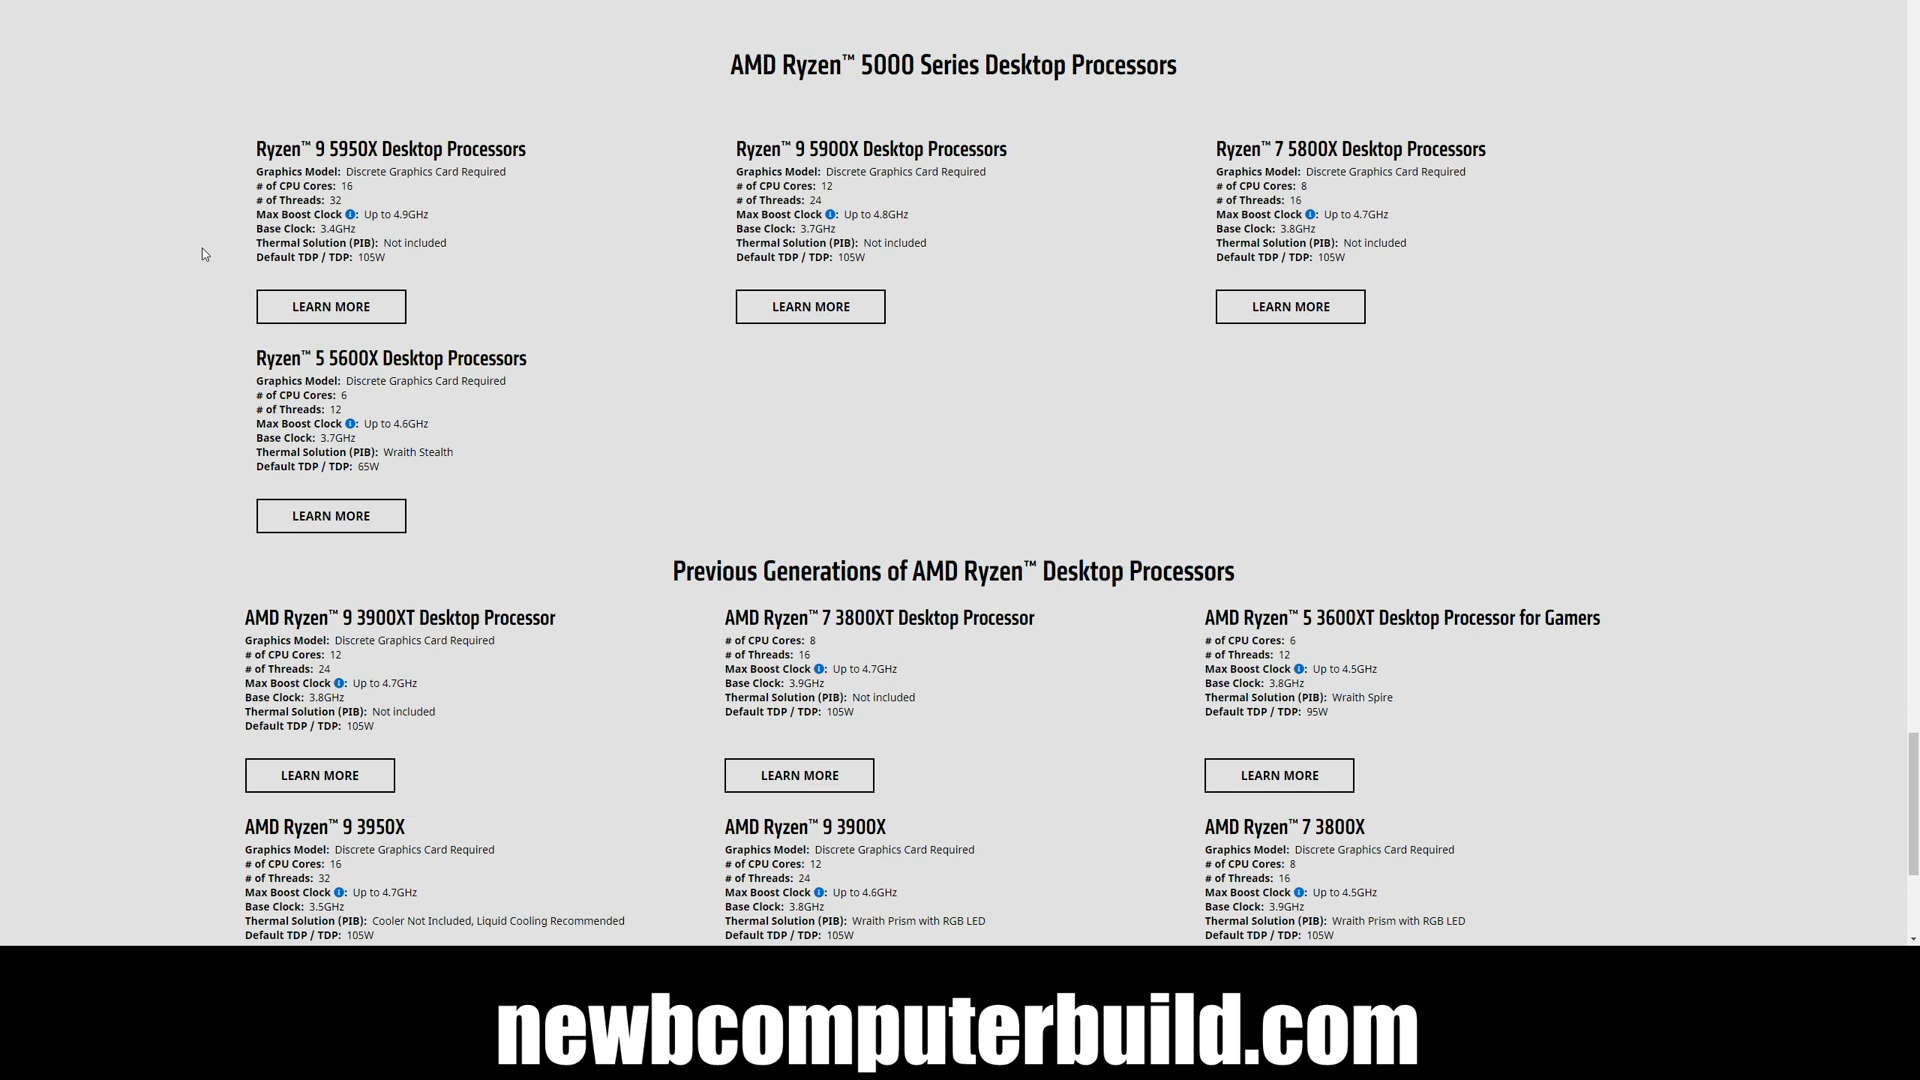 AMD Ryzen™ 5000 Series Desktop Processors
Ryzen™ 9 5950X Desktop Processors
Graphics Model: Discrete Graphics Card Required
# of CPU Cores: 16
# of Threads: 32
Max Boost Clock : Up to 4.9GHz
Base Clock: 3.4GHz
Thermal Solution (PIB): Not included
Default TDP / TDP: 105W
LEARN MORE
Ryzen™ 9 5900X Desktop Processors
Graphics Model: Discrete Graphics Card Required
# of CPU Cores: 12
# of Threads: 24
Max Boost Clock : Up to 4.8GHz
Base Clock: 3.7GHz
Thermal Solution (PIB): Not included
Default TDP / TDP: 105W
LEARN MORE
Ryzen™ 7 5800X Desktop Processors
Graphics Model: Discrete Graphics Card Required
# of CPU Cores: 8
# of Threads: 16
Max Boost Clock : Up to 4.7GHz
Base Clock: 3.8GHz
Thermal Solution (PIB): Not included
Default TDP / TDP: 105W
LEARN MORE
Ryzen™ 5 5600X Desktop Processors
Graphics Model: Discrete Graphics Card Required
# of CPU Cores: 6
# of Threads: 12
Max Boost Clock : Up to 4.6GHz
Base Clock: 3.7GHz
Thermal Solution (PIB): Wraith Stealth
Default TDP / TDP: 65W
LEARN MORE
Previous Generations of AMD Ryzen™ Desktop Processors
AMD Ryzen™ 9 3900XT Desktop Processor
Graphics Model: Discrete Graphics Card Required
# of CPU Cores: 12
# of Threads: 24
Max Boost Clock : Up to 4.7GHz
Base Clock: 3.8GHz
Thermal Solution (PIB): Not included
Default TDP / TDP: 105W
LEARN MORE
AMD Ryzen™ 7 3800XT Desktop Processor
# of CPU Cores: 8
# of Threads: 16
Max Boost Clock : Up to 4.7GHz
Base Clock: 3.9GHz
Thermal Solution (PIB): Not included
Default TDP / TDP: 105W
LEARN MORE
AMD Ryzen™ 5 3600XT Desktop Processor for Gamers
# of CPU Cores: 6
# of Threads: 12
Max Boost Clock : Up to 4.5GHz
Base Clock: 3.8GHz
Thermal Solution (PIB): Wraith Spire
Default TDP / TDP: 95W
LEARN MORE
AMD Ryzen™ 9 3950X
Graphics Model: Discrete Graphics Card Required
# of CPU Cores: 16
# of Threads: 32
Max Boost Clock : Up to 4.7GHz
Base Clock: 3.5GHz
Thermal Solution (PIB): Cooler Not Included, Liquid Cooling Recommended
Default TDP / TDP: 105W
AMD Ryzen™ 9 3900X
Graphics Model: Discrete Graphics Card Required
# of CPU Cores: 12
# of Threads: 24
Max Boost Clock : Up to 4.6GHz
Base Clock: 3.8GHz
Thermal Solution (PIB): Wraith Prism with RGB LED
Default TDP / TDP: 105W
AMD Ryzen™ 7 3800X
Graphics Model: Discrete Graphics Card Required
# of CPU Cores: 8
# of Threads: 16
Max Boost Clock : Up to 4.5GHz
Base Clock: 3.9GHz
Thermal Solution (PIB): Wraith Prism with RGB LED
Default TDP / TDP: 105W
newbcomputerbuild.com